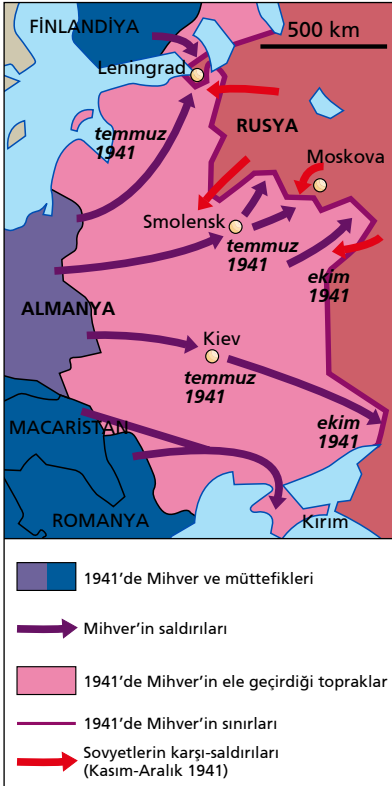 FİNLANDİYA
500 km
Leningrad
RUSYA
temmuz
1941
Moskova
Smolensk
temmuz
1941
ekim
1941
ALMANYA
Kiev
temmuz
1941
ekim
1941
MACARİSTAN
ROMANYA
Kırım
1941'de Mihver ve müttefikleri
Mihver'in saldırıları
1941'de Mihver'in ele geçirdiği topraklar
1941'de Mihver'in sınırları
Sovyetlerin karşı-saldırıları
(Kasım-Aralık 1941)